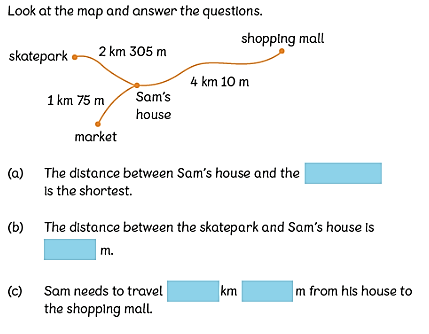 Look at the map and answer the questions.
shopping mall
skatepark
2 km 305 m
4 km 10 m
1 km 75 m
Sam's
house
market
(a) The distance between Sam's house and the
is the shortest.
(b) The distance between the skatepark and Sam's house is
m.
(c) Sam needs to travel km m from his house to
the shopping mall.